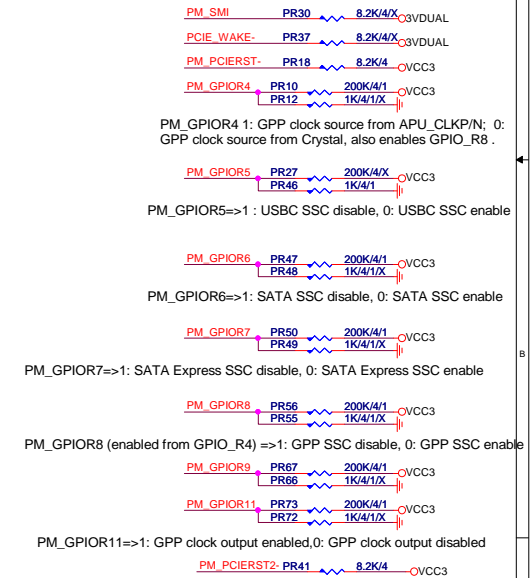 PM_SMI PR30 8.2K/4/X 3VDUAL
PCIE_WAKE- PR37 8.2K/4/X 3VDUAL
PM_PCIERST- PR18 8.2K/4 VCC3
PM_GPIOR4 PR10 200K/4/1 VCC3
PR12 1K/4/1/X
PM_GPIOR4 1: GPP clock source from APU_CLKP/N; 0:
GPP clock source from Crystal, also enables GPIO_R8 .
PM_GPIOR5 PR27 200K/4/X VCC3
PR46 1K/4/1
PM_GPIOR5=>1 : USBC SSC disable, 0: USBC SSC enable
PM_GPIOR6 PR47 200K/4/1 VCC3
PR48 1K/4/1/X
PM_GPIOR6=>1: SATA SSC disable, 0: SATA SSC enable
PM_GPIOR7 PR50 200K/4/1 VCC3
PR49 1K/4/1/X
B
PM_GPIOR7=>1: SATA Express SSC disable, 0: SATA Express SSC enable
PM_GPIOR8 PR56 200K/4/1 VCC3
PR55 1K/4/1/X
PM_GPIOR8 (enabled from GPIO_R4) =>1: GPP SSC disable, 0: GPP SSC enable
PM_GPIOR9 PR67 200K/4/1 VCC3
PR66 1K/4/1/X
PM_GPIOR11 PR73 200K/4/1 VCC3
PR72 1K/4/1/X
PM_GPIOR11=>1: GPP clock output enabled,0: GPP clock output disabled
PM_PCIERST2- PR41 8.2K/4 VCC3